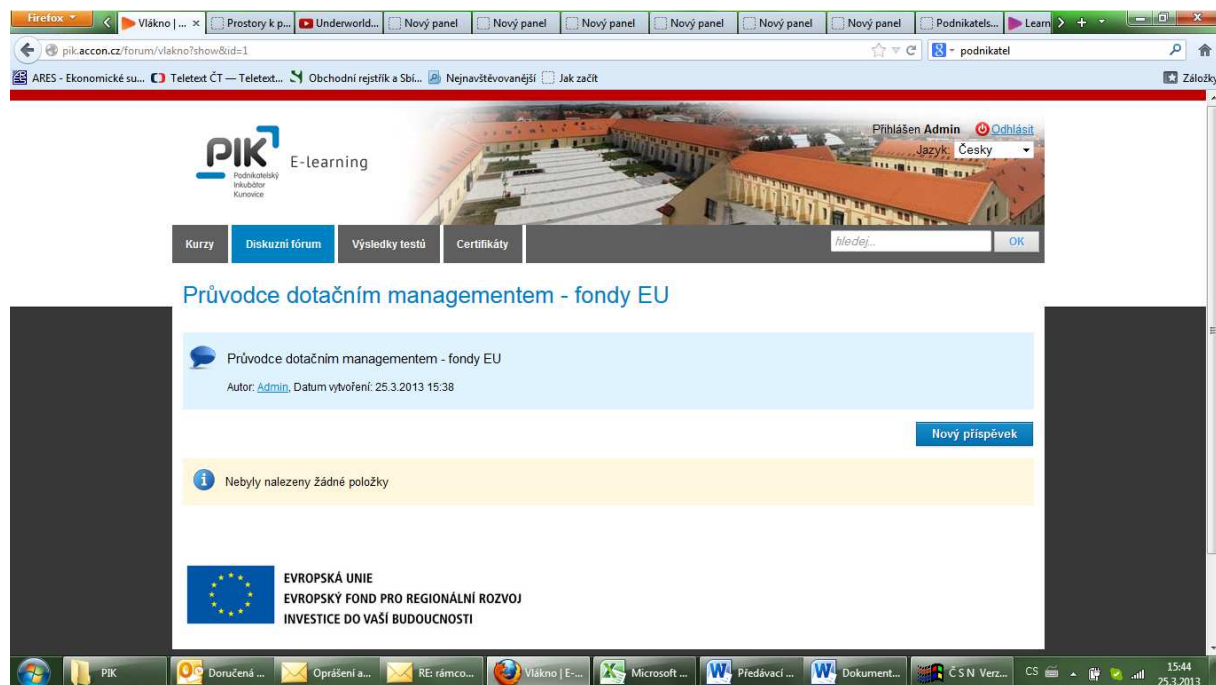 Firefox
Vlákno | ...
Prostory k p...
Underworld...
Nový panel
Nový panel
Nový panel
Nový panel
Nový panel
Nový panel
Podnikatels...
Learn
pik.accon.cz/forum/vlakno?show&id=1
podnikatel
ARES - Ekonomické su...
Teletext ČT — Teletext...
Obchodní rejstřík a Sbí...
Nejnavštěvovanější
Jak začít
Záložky
PIK
Podnikatelský
Inkubátor
Kunovice
E-learning
Přihlášen Admin Odhlásit
Jazyk: Česky
Kurzy
Diskuzní fórum
Výsledky testů
Certifikáty
hledej...
OK
Průvodce dotačním managementem - fondy EU
Průvodce dotačním managementem - fondy EU
Autor: Admin, Datum vytvoření: 25.3.2013 15:38
Nový příspěvek
Nebyly nalezeny žádné položky
EVROPSKÁ UNIE
EVROPSKÝ FOND PRO REGIONÁLNÍ ROZVOJ
INVESTICE DO VAŠÍ BUDOUCNOSTI
PIK
Doručená ...
Oprášení a...
RE: rámco...
Vlákno | E-...
Microsoft ...
Předávací ...
Dokument...
Č S N Verz...
CS
15:44
25.3.2013